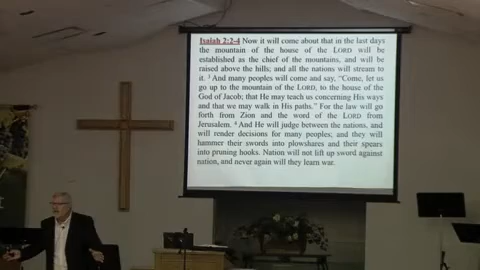 Isaiah 2:2-4 Now it will come about that in the last days
the mountain of the house of the LORD will be
established as the chief of the mountains, and will be
raised above the hills; and all the nations will stream to
it. 3 And many peoples will come and say, "Come, let us
go up to the mountain of the LORD, to the house of the
God of Jacob; that He may teach us concerning His ways
and that we may walk in His paths." For the law will go
forth from Zion and the word of the LORD from
Jerusalem. 4 And He will judge between the nations, and
will render decisions for many peoples; and they will
hammer their swords into plowshares and their spears
into pruning hooks. Nation will not lift up sword against
nation, and never again will they learn war.